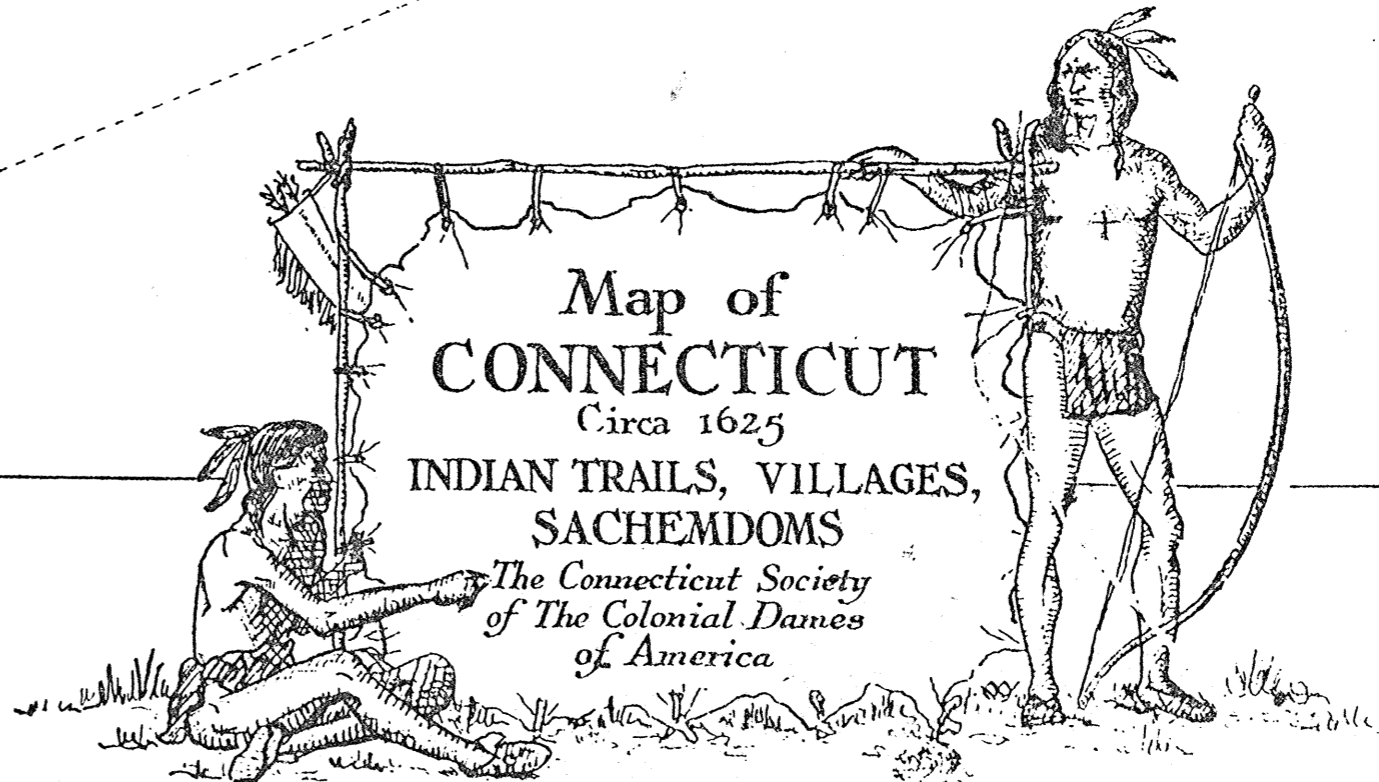 Map of
CONNECTICUT
Circa 1625
INDIAN TRAILS, VILLAGES,
SACHEMDOMS
The Connecticut Society
of The Colonial Dames
of America